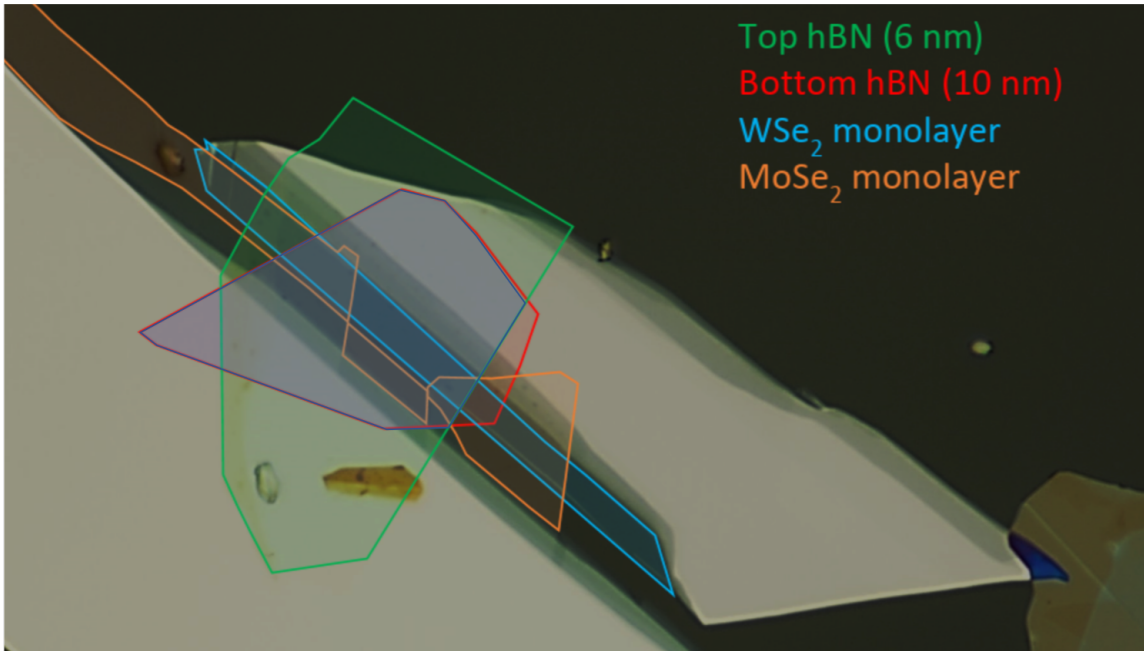 Top hBN (6 nm)
Bottom hBN (10 nm)
WSe₂ monolayer
MoSe₂ monolayer